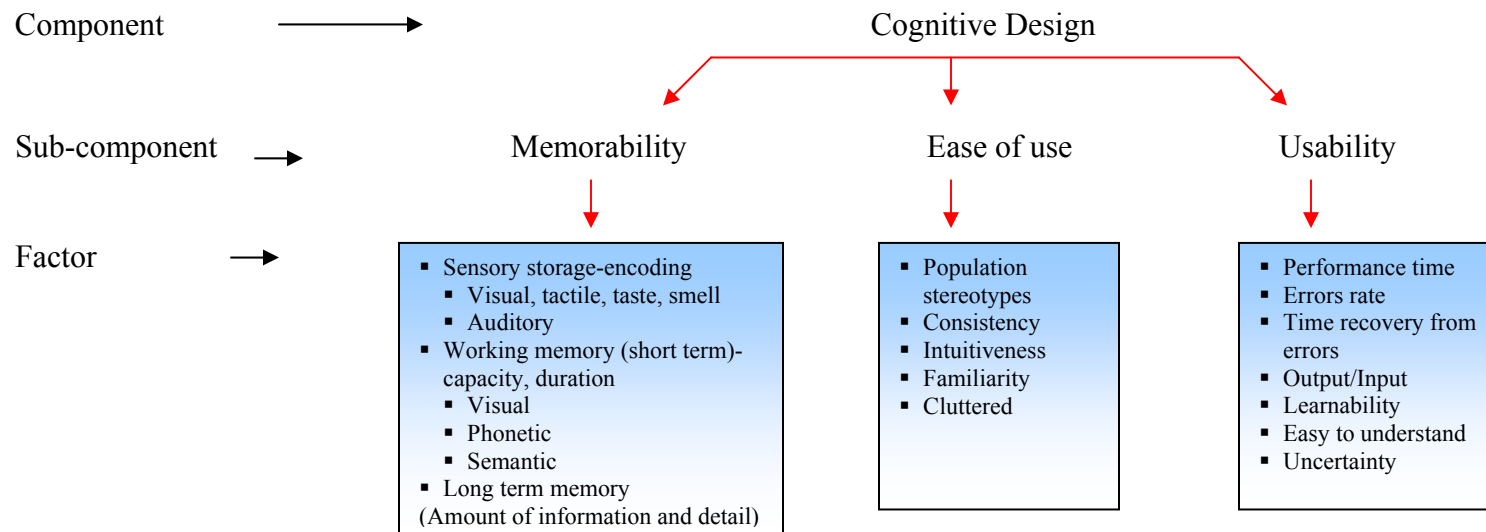 Component
Cognitive Design
Sub-component
Memorability
Ease of use
Usability
Factor
▪ Sensory storage-encoding
▪ Visual, tactile, taste, smell
▪ Auditory
▪ Working memory (short term)-
capacity, duration
▪ Visual
▪ Phonetic
▪ Semantic
▪ Long term memory
(Amount of information and detail)
▪ Population
stereotypes
▪ Consistency
▪ Intuitiveness
▪ Familiarity
▪ Cluttered
▪ Performance time
▪ Errors rate
▪ Time recovery from
errors
▪ Output/Input
▪ Learnability
▪ Easy to understand
▪ Uncertainty